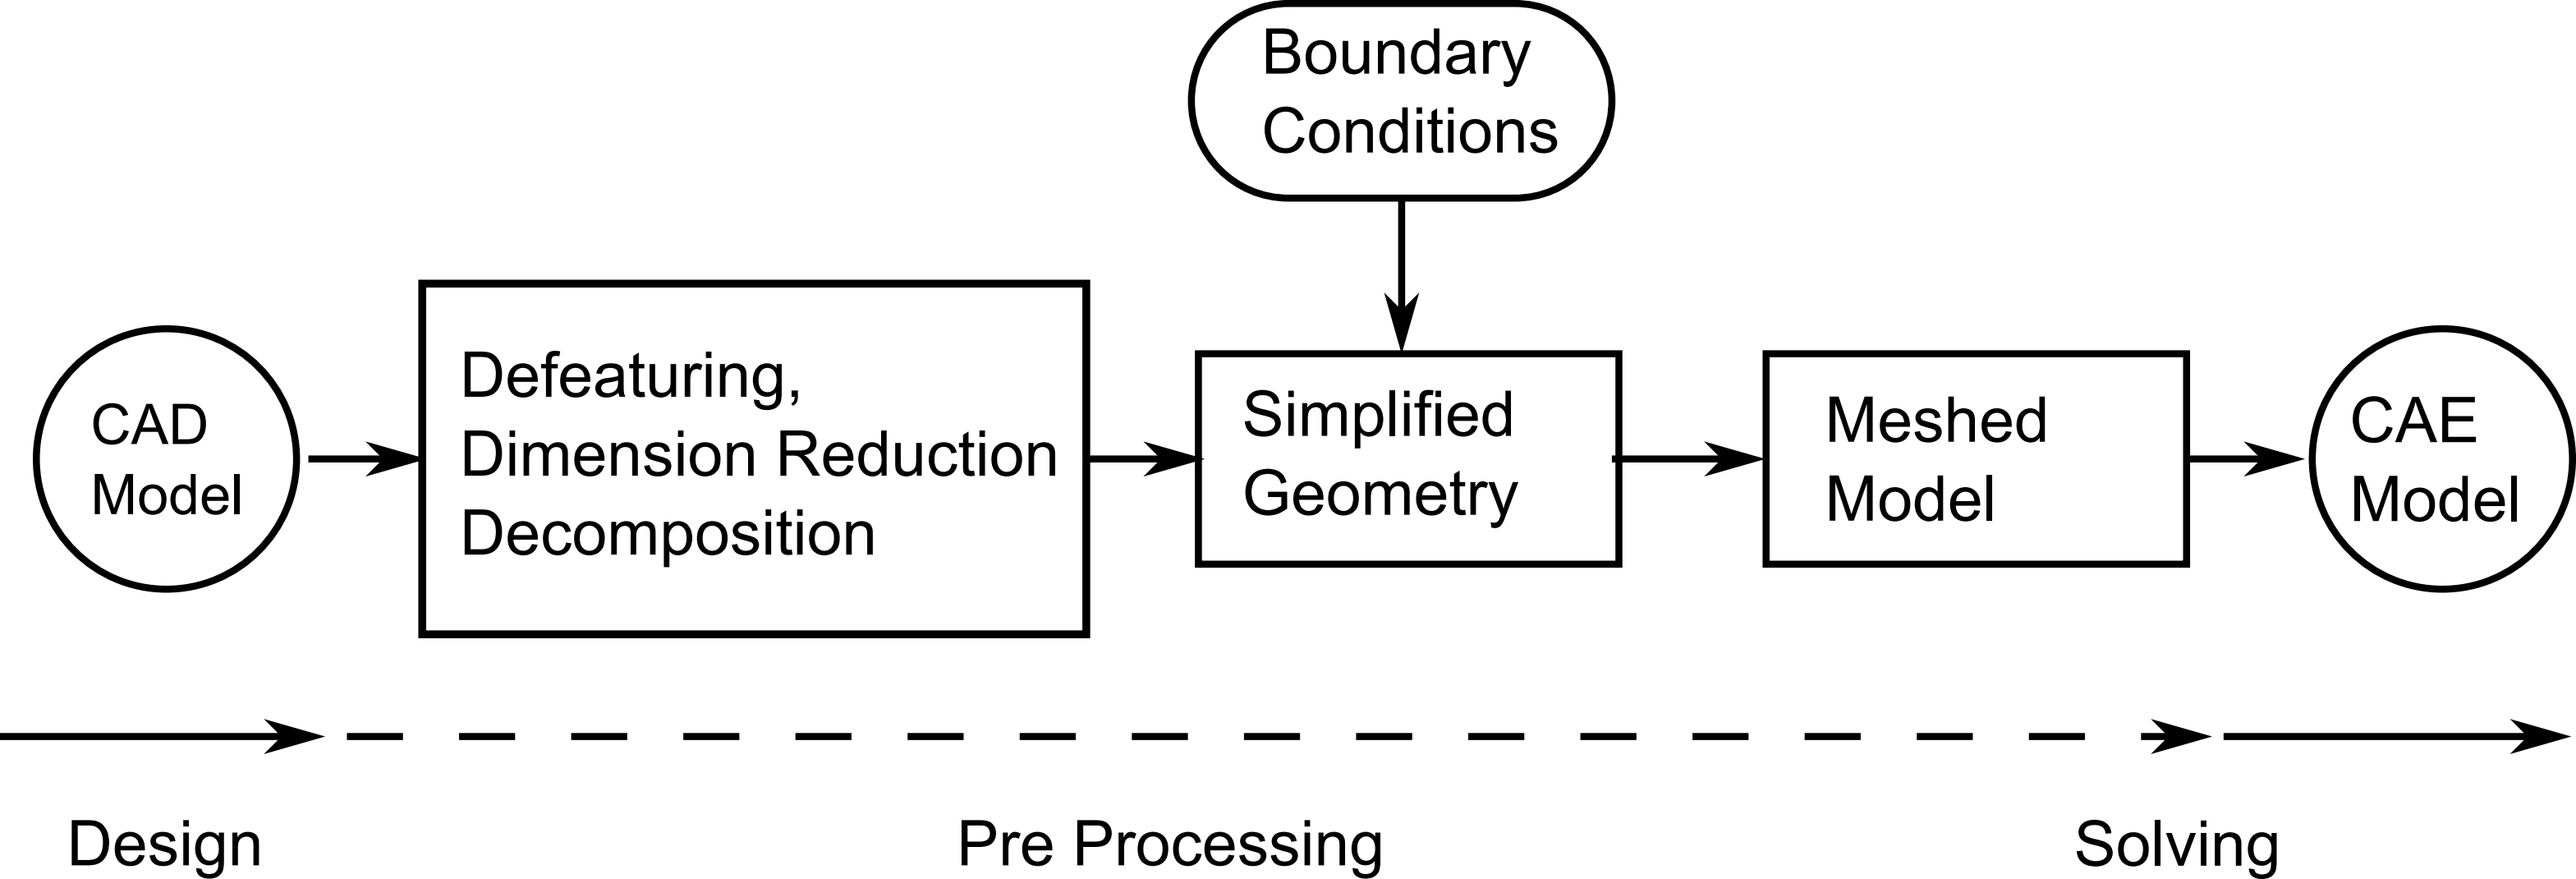 Boundary
Conditions
CAD
Model
Defeaturing,
Dimension Reduction
Decomposition
Simplified
Geometry
Meshed
Model
CAE
Model
Design
Pre Processing
Solving